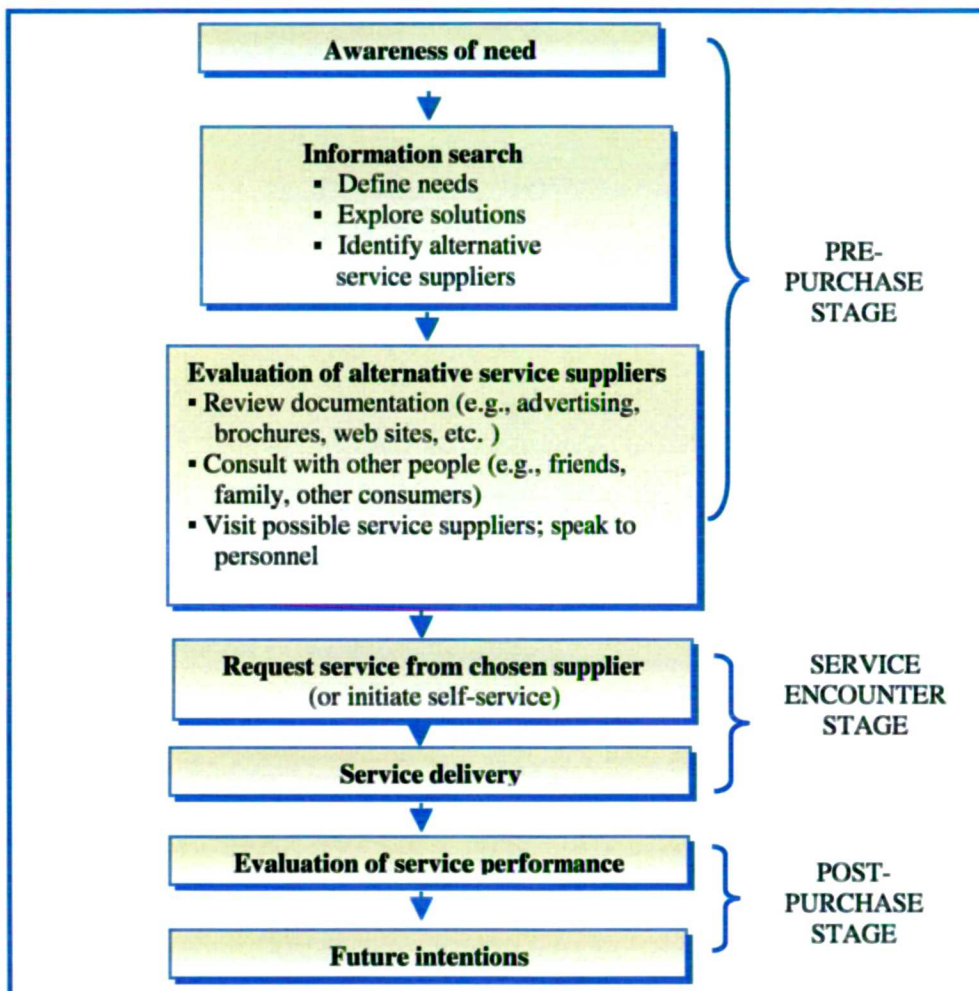 Awareness of need
Information search
▪ Define needs
▪ Explore solutions
▪ Identify alternative
service suppliers
PRE-
PURCHASE
STAGE
Evaluation of alternative service suppliers
▪ Review documentation (e.g., advertising,
brochures, web sites, etc. )
▪ Consult with other people (e.g., friends,
family, other consumers)
▪ Visit possible service suppliers; speak to
personnel
Request service from chosen supplier
(or initiate self-service)
SERVICE
ENCOUNTER
STAGE
Service delivery
Evaluation of service performance
POST-
PURCHASE
STAGE
Future intentions